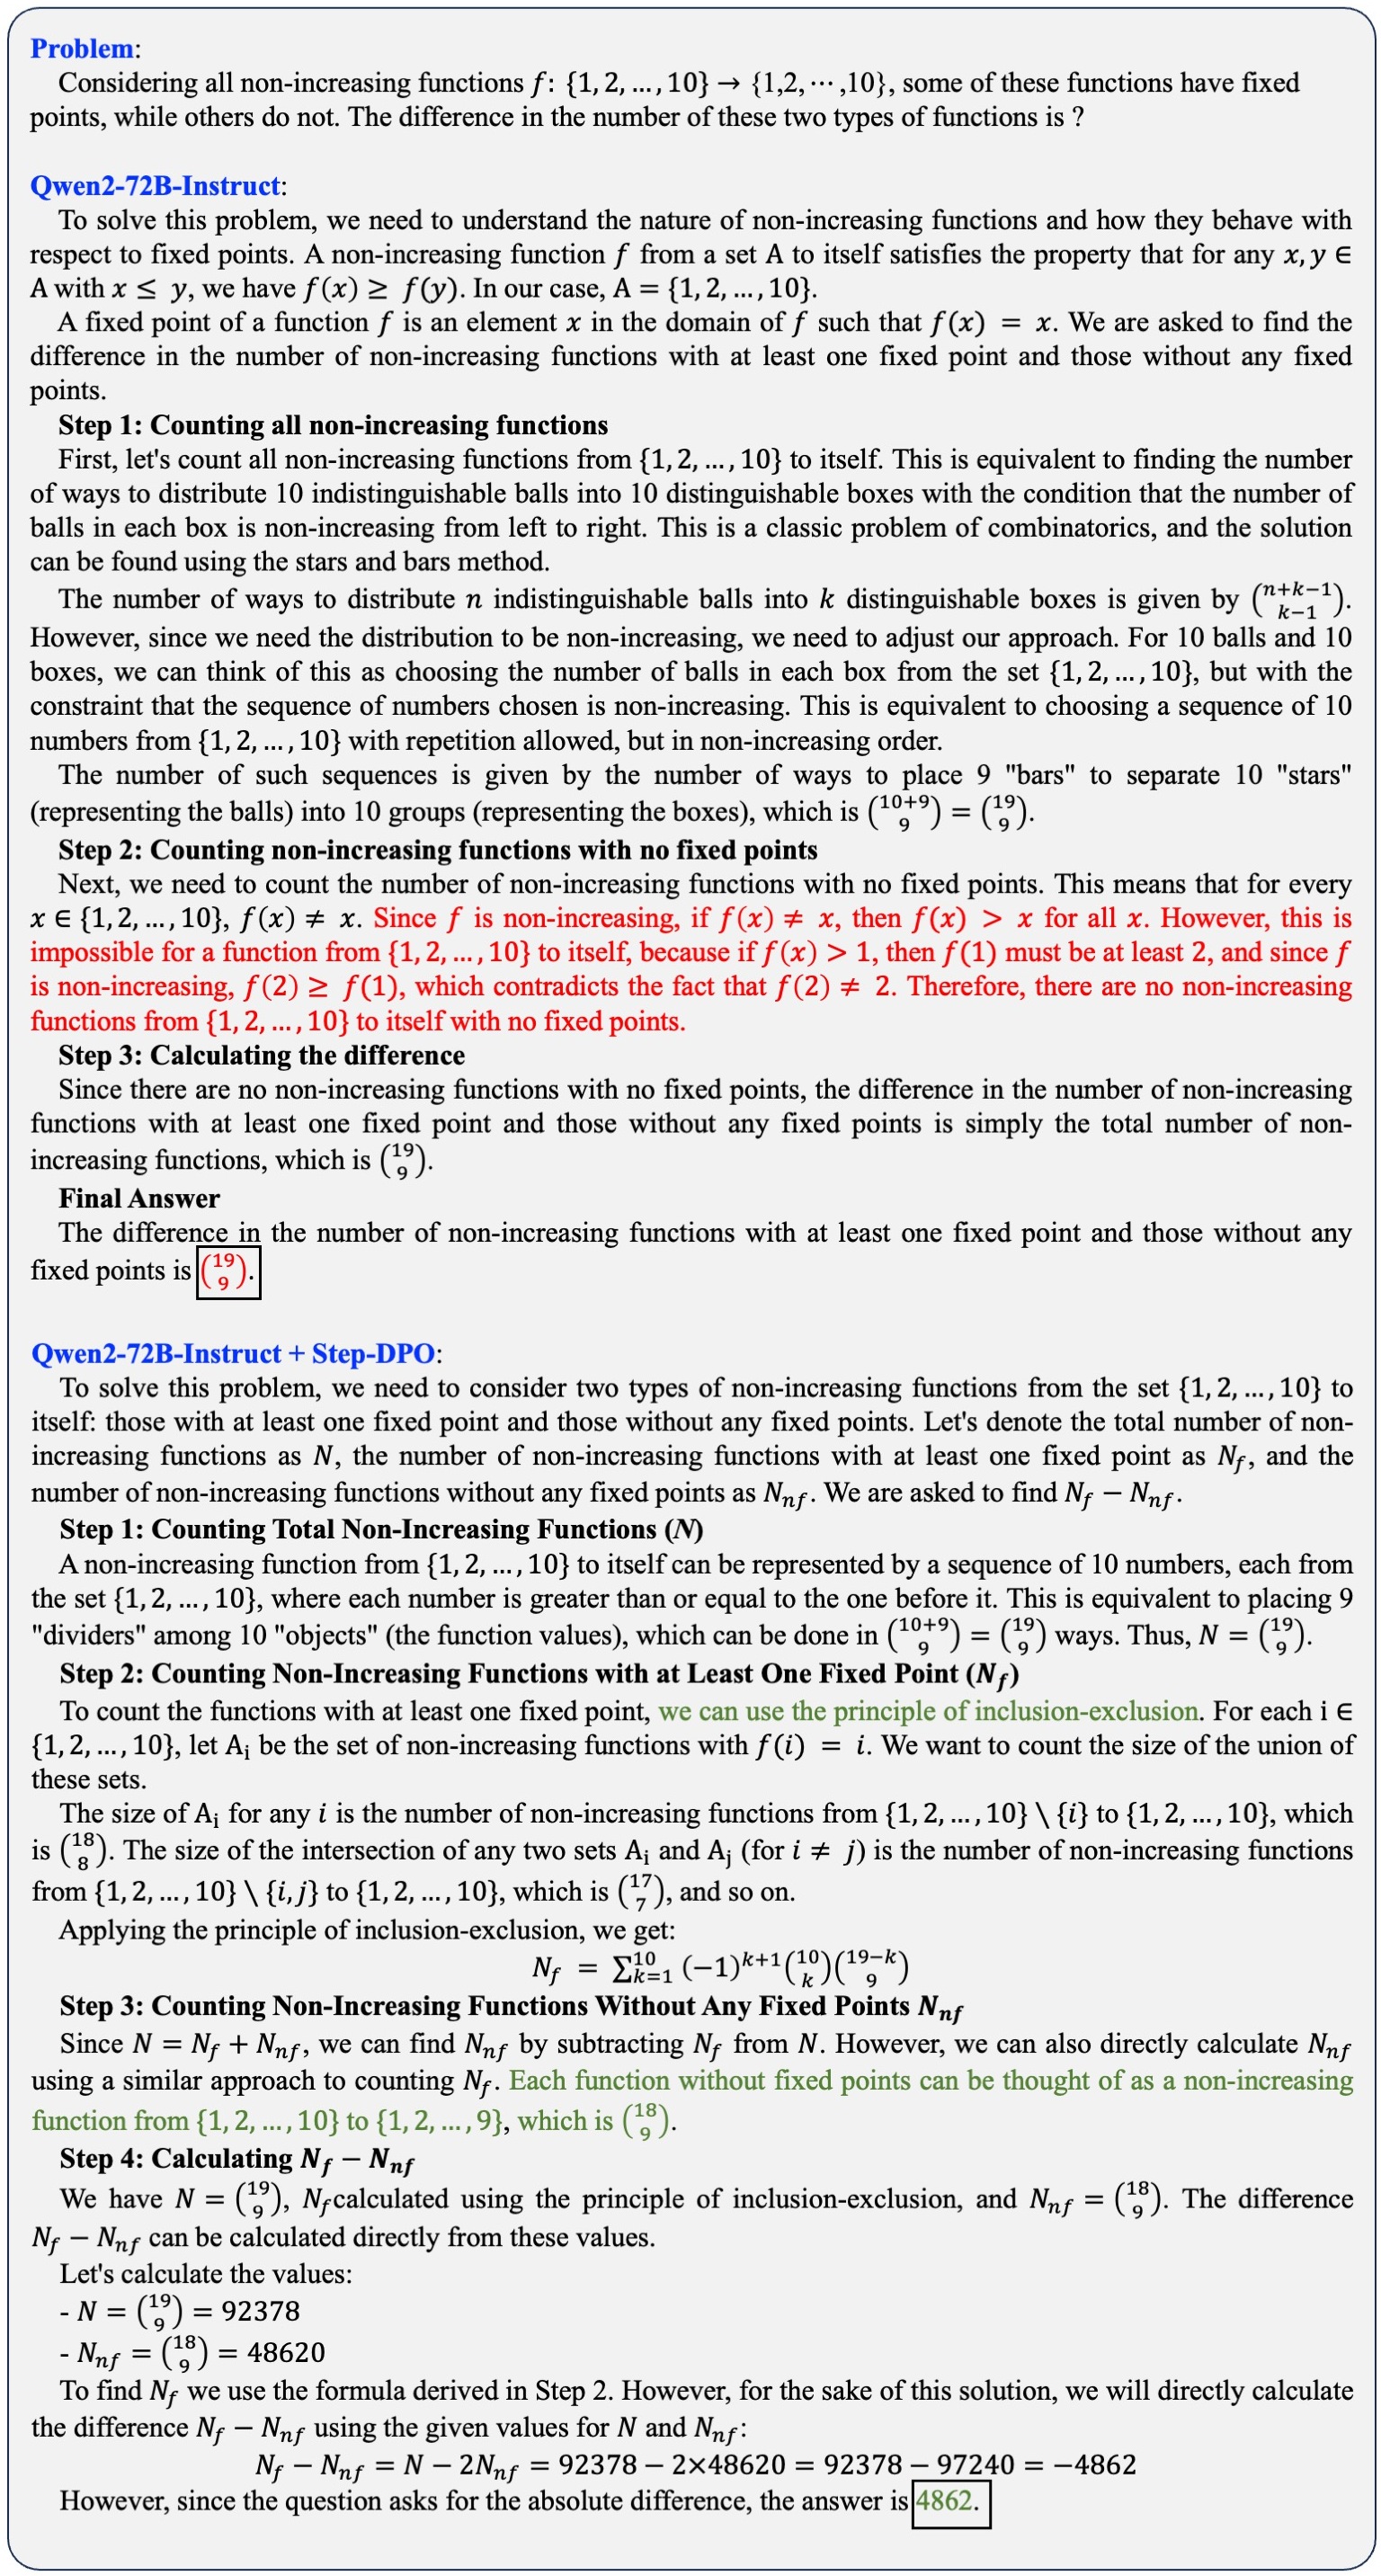 Problem:
Considering all non-increasing functions f: {1, 2, ..., 10} → {1,2, ⋯ ,10}, some of these functions have fixed
points, while others do not. The difference in the number of these two types of functions is ?
Qwen2-72B-Instruct:
To solve this problem, we need to understand the nature of non-increasing functions and how they behave with
respect to fixed points. A non-increasing function f from a set A to itself satisfies the property that for any x, y ∈
A with x ≤ y, we have f(x) ≥ f(y). In our case, A = {1, 2, ..., 10}.
A fixed point of a function f is an element x in the domain of f such that f(x) = x. We are asked to find the
difference in the number of non-increasing functions with at least one fixed point and those without any fixed
points.
Step 1: Counting all non-increasing functions
First, let's count all non-increasing functions from {1, 2, ..., 10} to itself. This is equivalent to finding the number
of ways to distribute 10 indistinguishable balls into 10 distinguishable boxes with the condition that the number of
balls in each box is non-increasing from left to right. This is a classic problem of combinatorics, and the solution
can be found using the stars and bars method.
The number of ways to distribute n indistinguishable balls into k distinguishable boxes is given by \binom{n+k-1}{k-1}.
However, since we need the distribution to be non-increasing, we need to adjust our approach. For 10 balls and 10
boxes, we can think of this as choosing the number of balls in each box from the set {1, 2, ..., 10}, but with the
constraint that the sequence of numbers chosen is non-increasing. This is equivalent to choosing a sequence of 10
numbers from {1, 2, ..., 10} with repetition allowed, but in non-increasing order.
The number of such sequences is given by the number of ways to place 9 "bars" to separate 10 "stars"
(representing the balls) into 10 groups (representing the boxes), which is \binom{10+9}{9} = \binom{19}{9}.
Step 2: Counting non-increasing functions with no fixed points
Next, we need to count the number of non-increasing functions with no fixed points. This means that for every
x ∈ {1, 2, ..., 10}, f(x) ≠ x. Since f is non-increasing, if f(x) ≠ x, then f(x) > x for all x. However, this is
impossible for a function from {1, 2, ..., 10} to itself, because if f(x) > 1, then f(1) must be at least 2, and since f
is non-increasing, f(2) ≥ f(1), which contradicts the fact that f(2) ≠ 2. Therefore, there are no non-increasing
functions from {1, 2, ..., 10} to itself with no fixed points.
Step 3: Calculating the difference
Since there are no non-increasing functions with no fixed points, the difference in the number of non-increasing
functions with at least one fixed point and those without any fixed points is simply the total number of non-
increasing functions, which is \binom{19}{9}.
Final Answer
The difference in the number of non-increasing functions with at least one fixed point and those without any
fixed points is \binom{19}{9}.
Qwen2-72B-Instruct + Step-DPO:
To solve this problem, we need to consider two types of non-increasing functions from the set {1, 2, ..., 10} to
itself: those with at least one fixed point and those without any fixed points. Let's denote the total number of non-
increasing functions as N, the number of non-increasing functions with at least one fixed point as N_f, and the
number of non-increasing functions without any fixed points as N_{nf}. We are asked to find N_f − N_{nf}.
Step 1: Counting Total Non-Increasing Functions (N)
A non-increasing function from {1, 2, ..., 10} to itself can be represented by a sequence of 10 numbers, each from
the set {1, 2, ..., 10}, where each number is greater than or equal to the one before it. This is equivalent to placing 9
"dividers" among 10 "objects" (the function values), which can be done in \binom{10+9}{9} = \binom{19}{9} ways. Thus, N = \binom{19}{9}.
Step 2: Counting Non-Increasing Functions with at Least One Fixed Point (N_f)
To count the functions with at least one fixed point, we can use the principle of inclusion-exclusion. For each i ∈
{1, 2, ..., 10}, let A_i be the set of non-increasing functions with f(i) = i. We want to count the size of the union of
these sets.
The size of A_i for any i is the number of non-increasing functions from {1, 2, ..., 10} \ {i} to {1, 2, ..., 10}, which
is \binom{18}{8}. The size of the intersection of any two sets A_i and A_j (for i ≠ j) is the number of non-increasing functions
from {1, 2, ..., 10} \ {i, j} to {1, 2, ..., 10}, which is \binom{17}{7}, and so on.
Applying the principle of inclusion-exclusion, we get:
N_f = ∑_{k=1}^{10} (−1)^{k+1} \binom{10}{k} \binom{19-k}{9}
Step 3: Counting Non-Increasing Functions Without Any Fixed Points N_{nf}
Since N = N_f + N_{nf}, we can find N_{nf} by subtracting N_f from N. However, we can also directly calculate N_{nf}
using a similar approach to counting N_f. Each function without fixed points can be thought of as a non-increasing
function from {1, 2, ..., 10} to {1, 2, ..., 9}, which is \binom{18}{9}.
Step 4: Calculating N_f − N_{nf}
We have N = \binom{19}{9}, N_f calculated using the principle of inclusion-exclusion, and N_{nf} = \binom{18}{9}. The difference
N_f − N_{nf} can be calculated directly from these values.
Let's calculate the values:
- N = \binom{19}{9} = 92378
- N_{nf} = \binom{18}{9} = 48620
To find N_f we use the formula derived in Step 2. However, for the sake of this solution, we will directly calculate
the difference N_f − N_{nf} using the given values for N and N_{nf}:
N_f − N_{nf} = N − 2N_{nf} = 92378 − 2×48620 = 92378 − 97240 = −4862
However, since the question asks for the absolute difference, the answer is 4862.